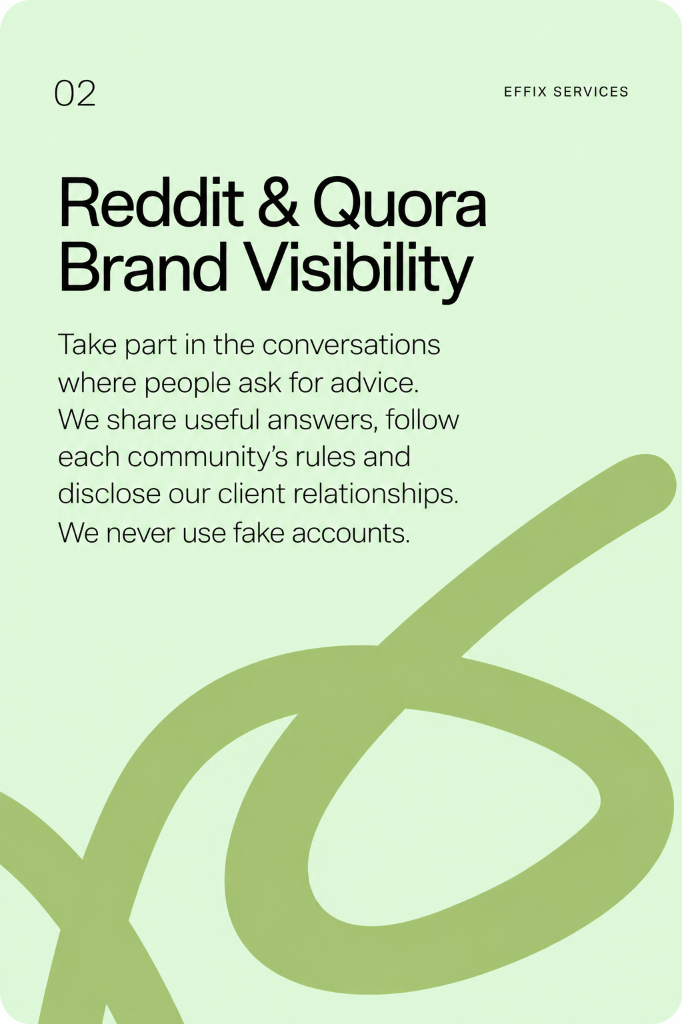 02
EFFIX SERVICES
Reddit & Quora
Brand Visibility
Take part in the conversations
where people ask for advice.
We share useful answers, follow
each community’s rules and
disclose our client relationships.
We never use fake accounts.